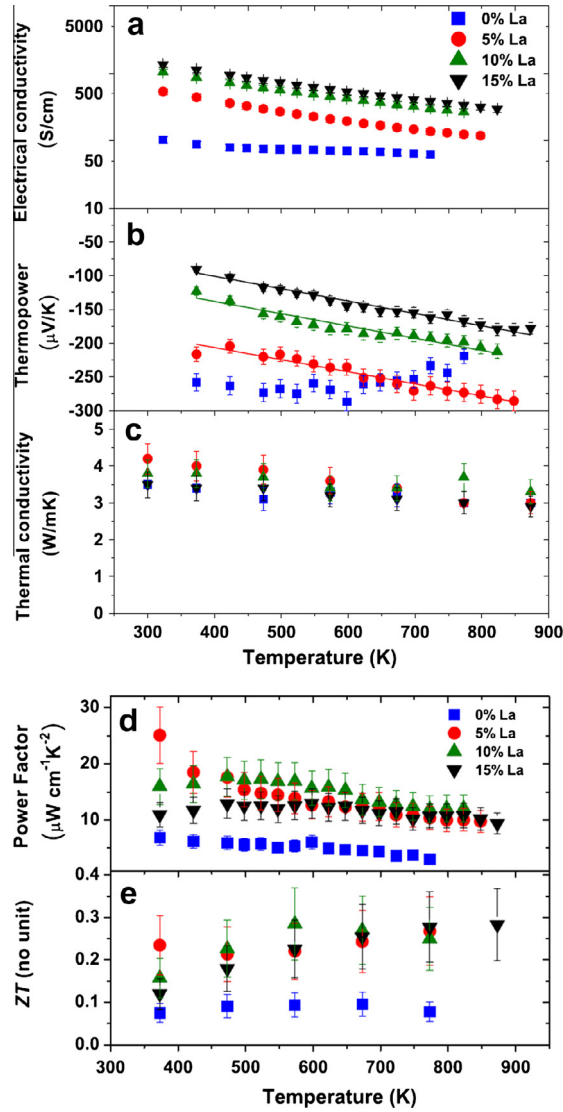 a
5000
500
50
10
Electrical conductivity
(S/cm)
0% La
5% La
10% La
15% La
b
-50
-100
-150
-200
-250
-300
Thermopower
(μV/K)
c
5
4
3
2
1
0
Thermal conductivity
(W/mK)
300 400 500 600 700 800 900
Temperature (K)
d
30
20
10
Power Factor
(μW cm⁻¹K⁻²)
0% La
5% La
10% La
15% La
e
0.4
0.3
0.2
0.1
0.0
ZT (no unit)
300 400 500 600 700 800 900
Temperature (K)